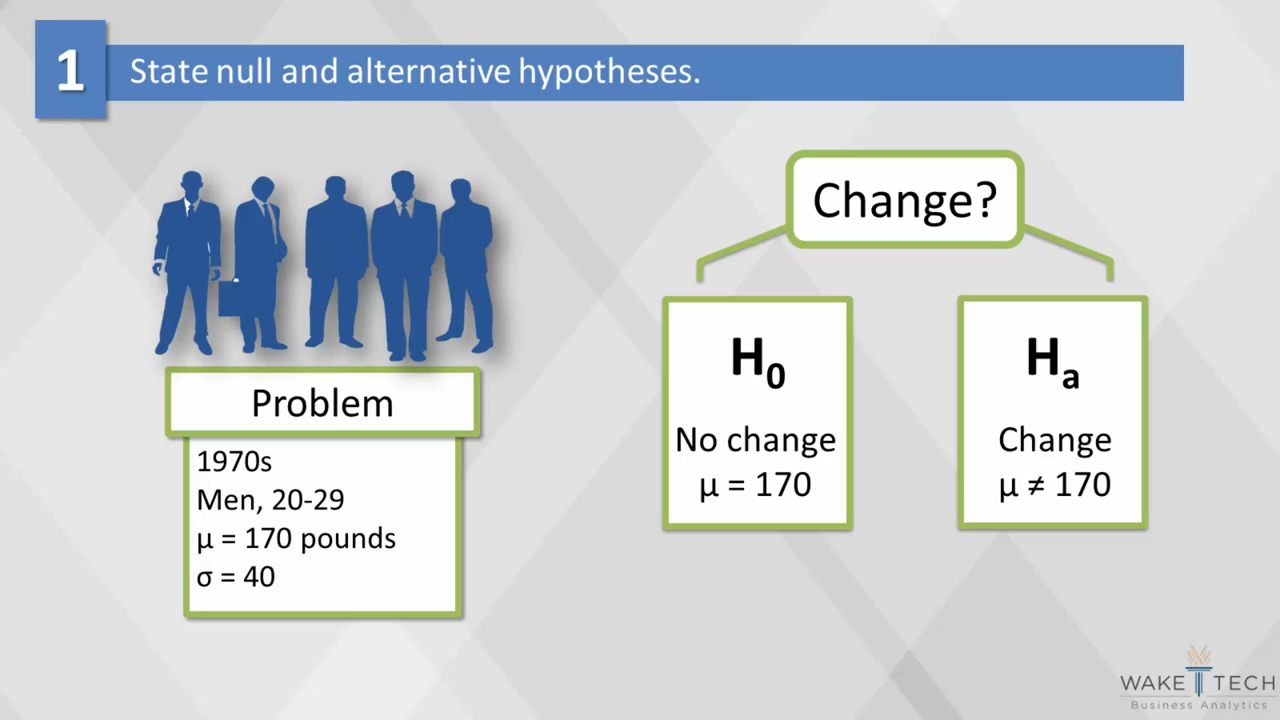 1
State null and alternative hypotheses.
Problem
1970s
Men, 20-29
μ = 170 pounds
σ = 40
Change?
H0
No change
μ = 170
Ha
Change
μ ≠ 170
WAKE TECH
Business Analytics